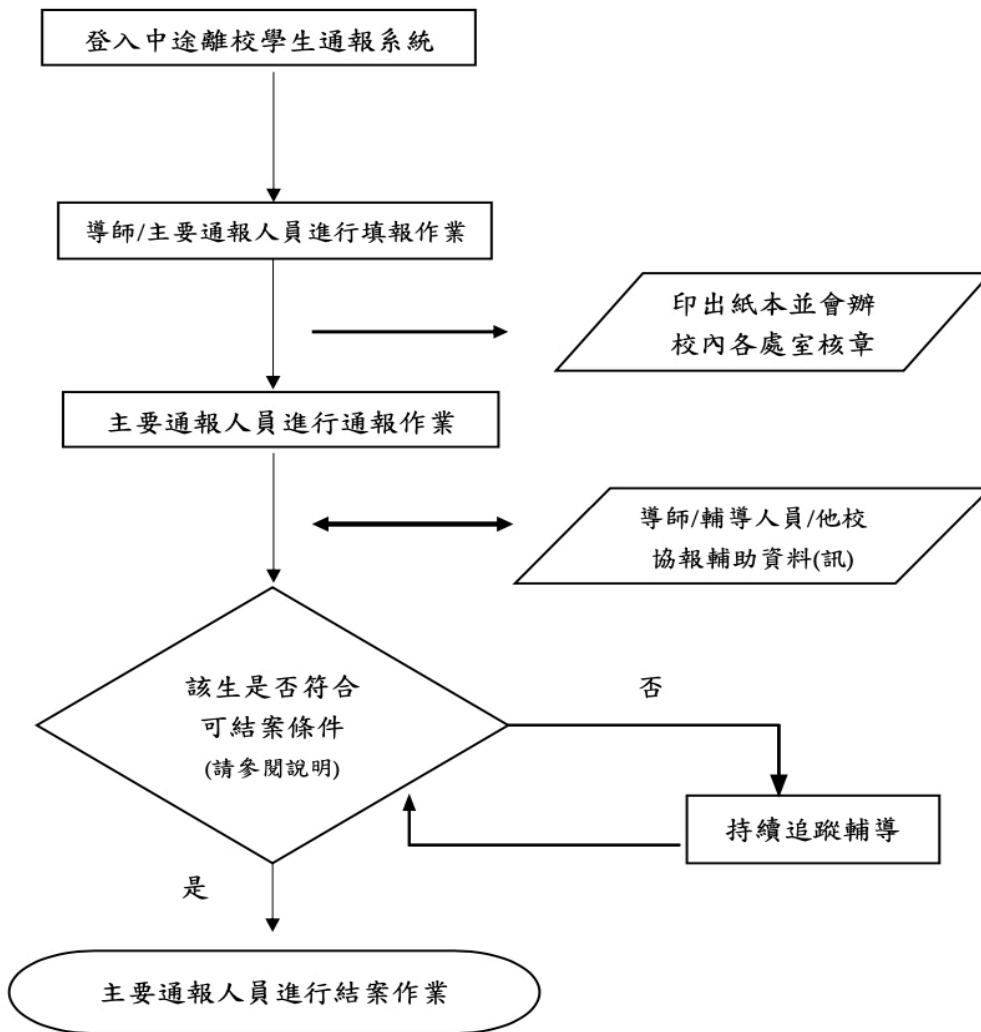 登入中途離校學生通報系統
導師/主要通報人員進行填報作業
印出紙本並會辦
校內各處室核章
主要通報人員進行通報作業
導師/輔導人員/他校
協報輔助資料(訊)
該生是否符合
可結案條件
(請參閱說明)
否
持續追蹤輔導
是
主要通報人員進行結案作業